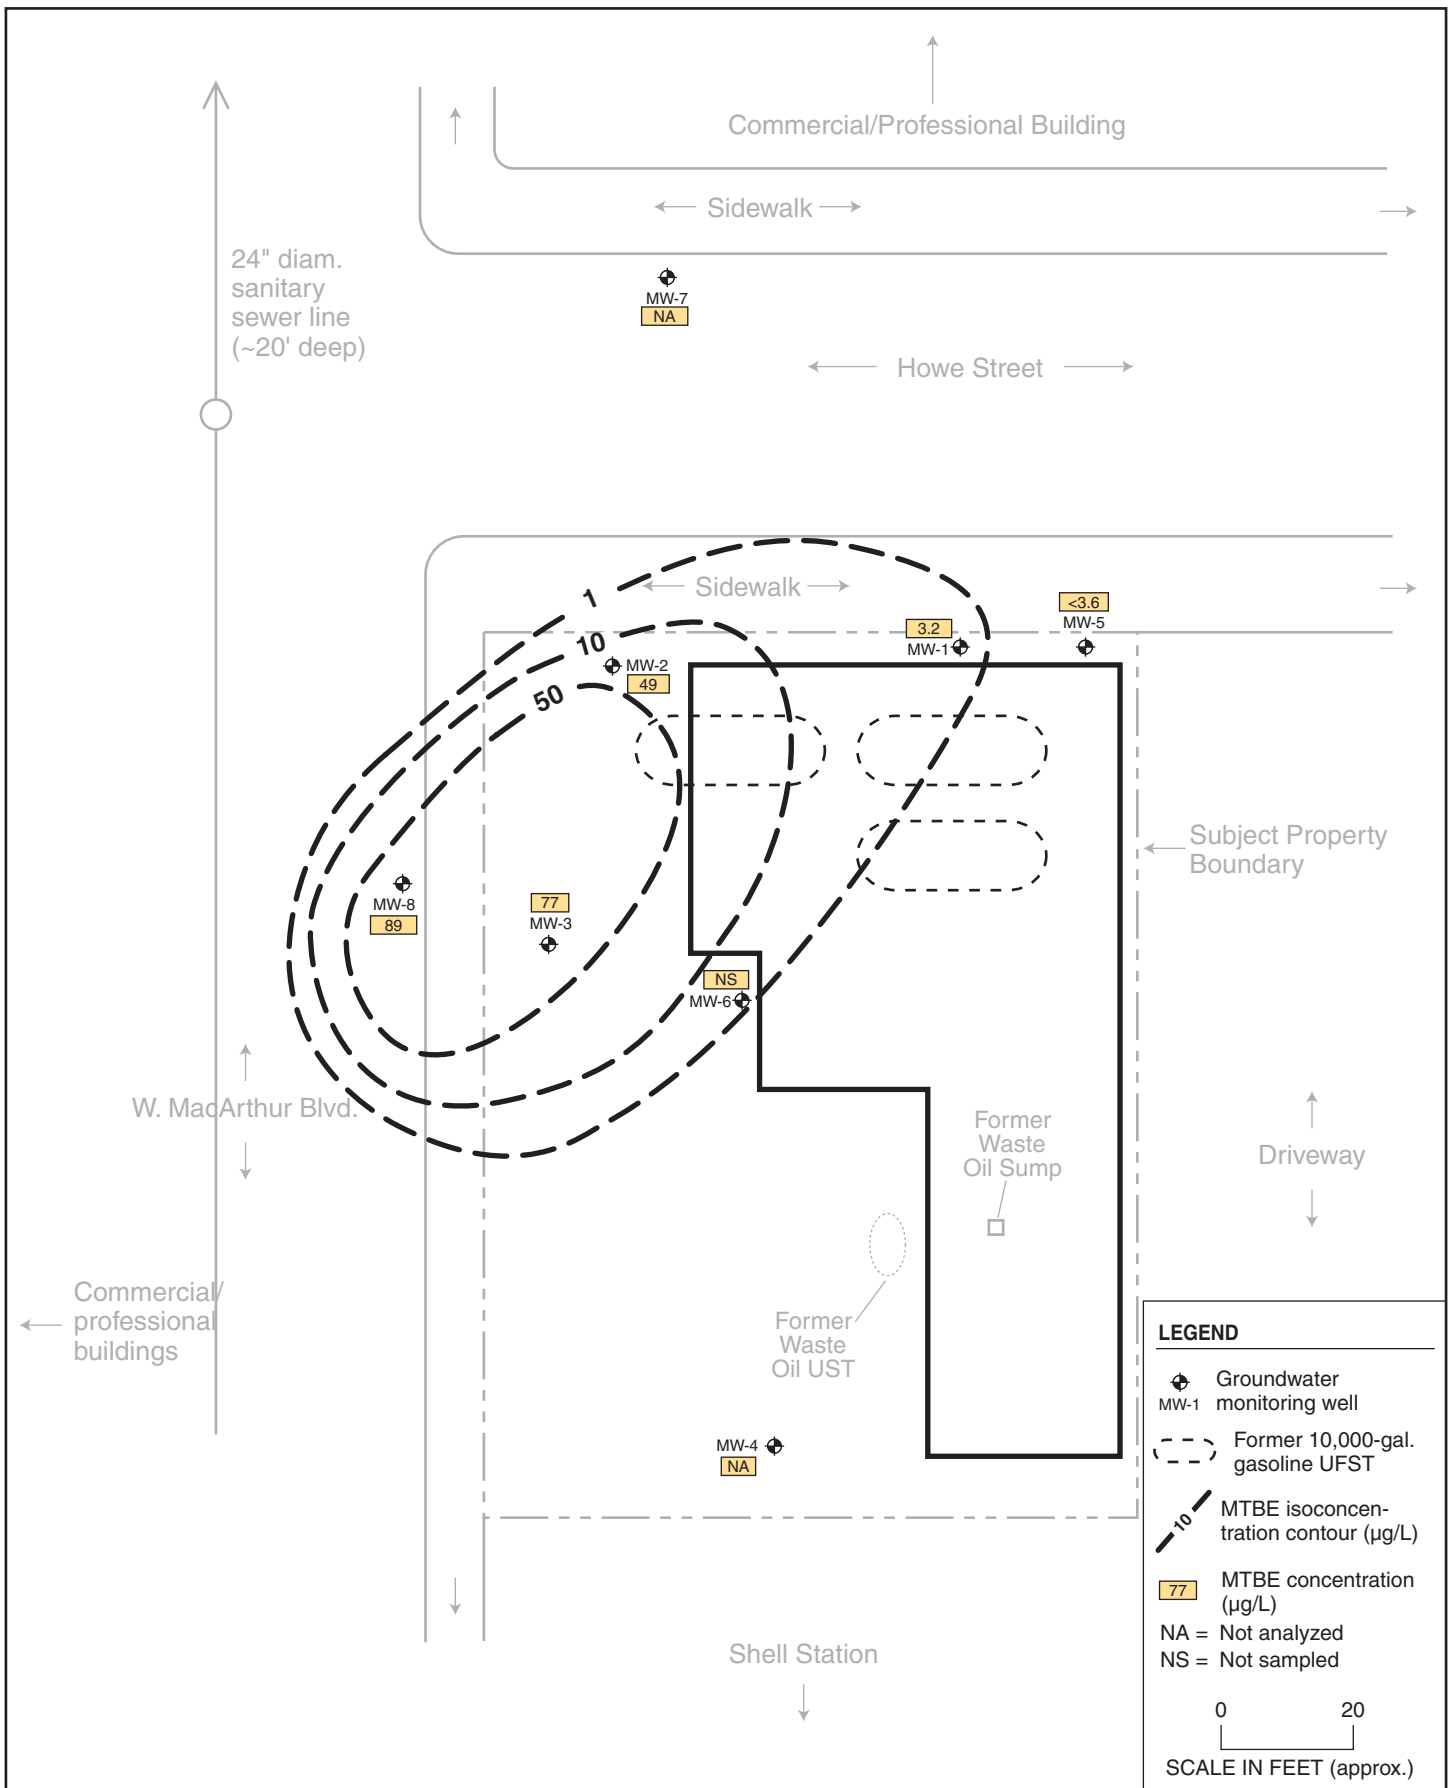 Commercial/Professional Building
Sidewalk
24" diam.
sanitary
sewer line
(~20' deep)
MW-7
NA
Howe Street
Sidewalk
1
10
50
<3.6
MW-5
3.2
MW-1
MW-2
49
Subject Property
Boundary
MW-8
89
77
MW-3
NS
MW-6
W. MacArthur Blvd.
Former
Waste
Oil Sump
Driveway
Commercial/
professional
buildings
Former
Waste
Oil UST
MW-4
NA
Shell Station
LEGEND
MW-1
Groundwater
monitoring well
Former 10,000-gal.
gasoline UFST
10
MTBE isoconcen-
tration contour (µg/L)
77
MTBE concentration
(µg/L)
NA = Not analyzed
NS = Not sampled
0 20
SCALE IN FEET (approx.)